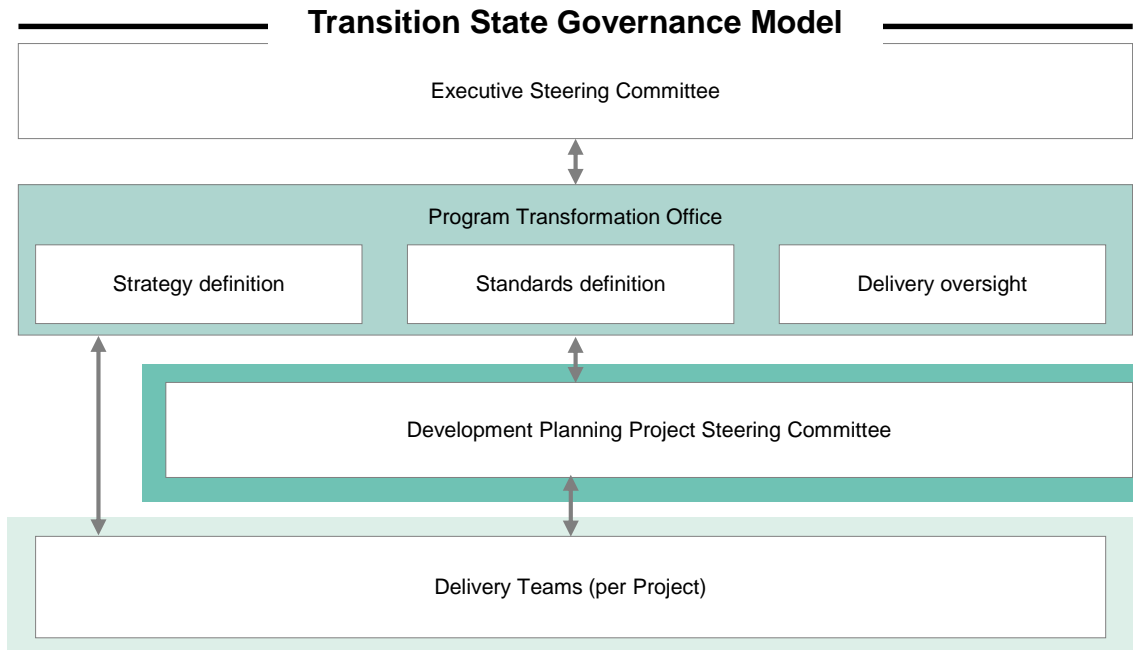 Transition State Governance Model
Executive Steering Committee
Program Transformation Office
Strategy definition
Standards definition
Delivery oversight
Development Planning Project Steering Committee
Delivery Teams (per Project)